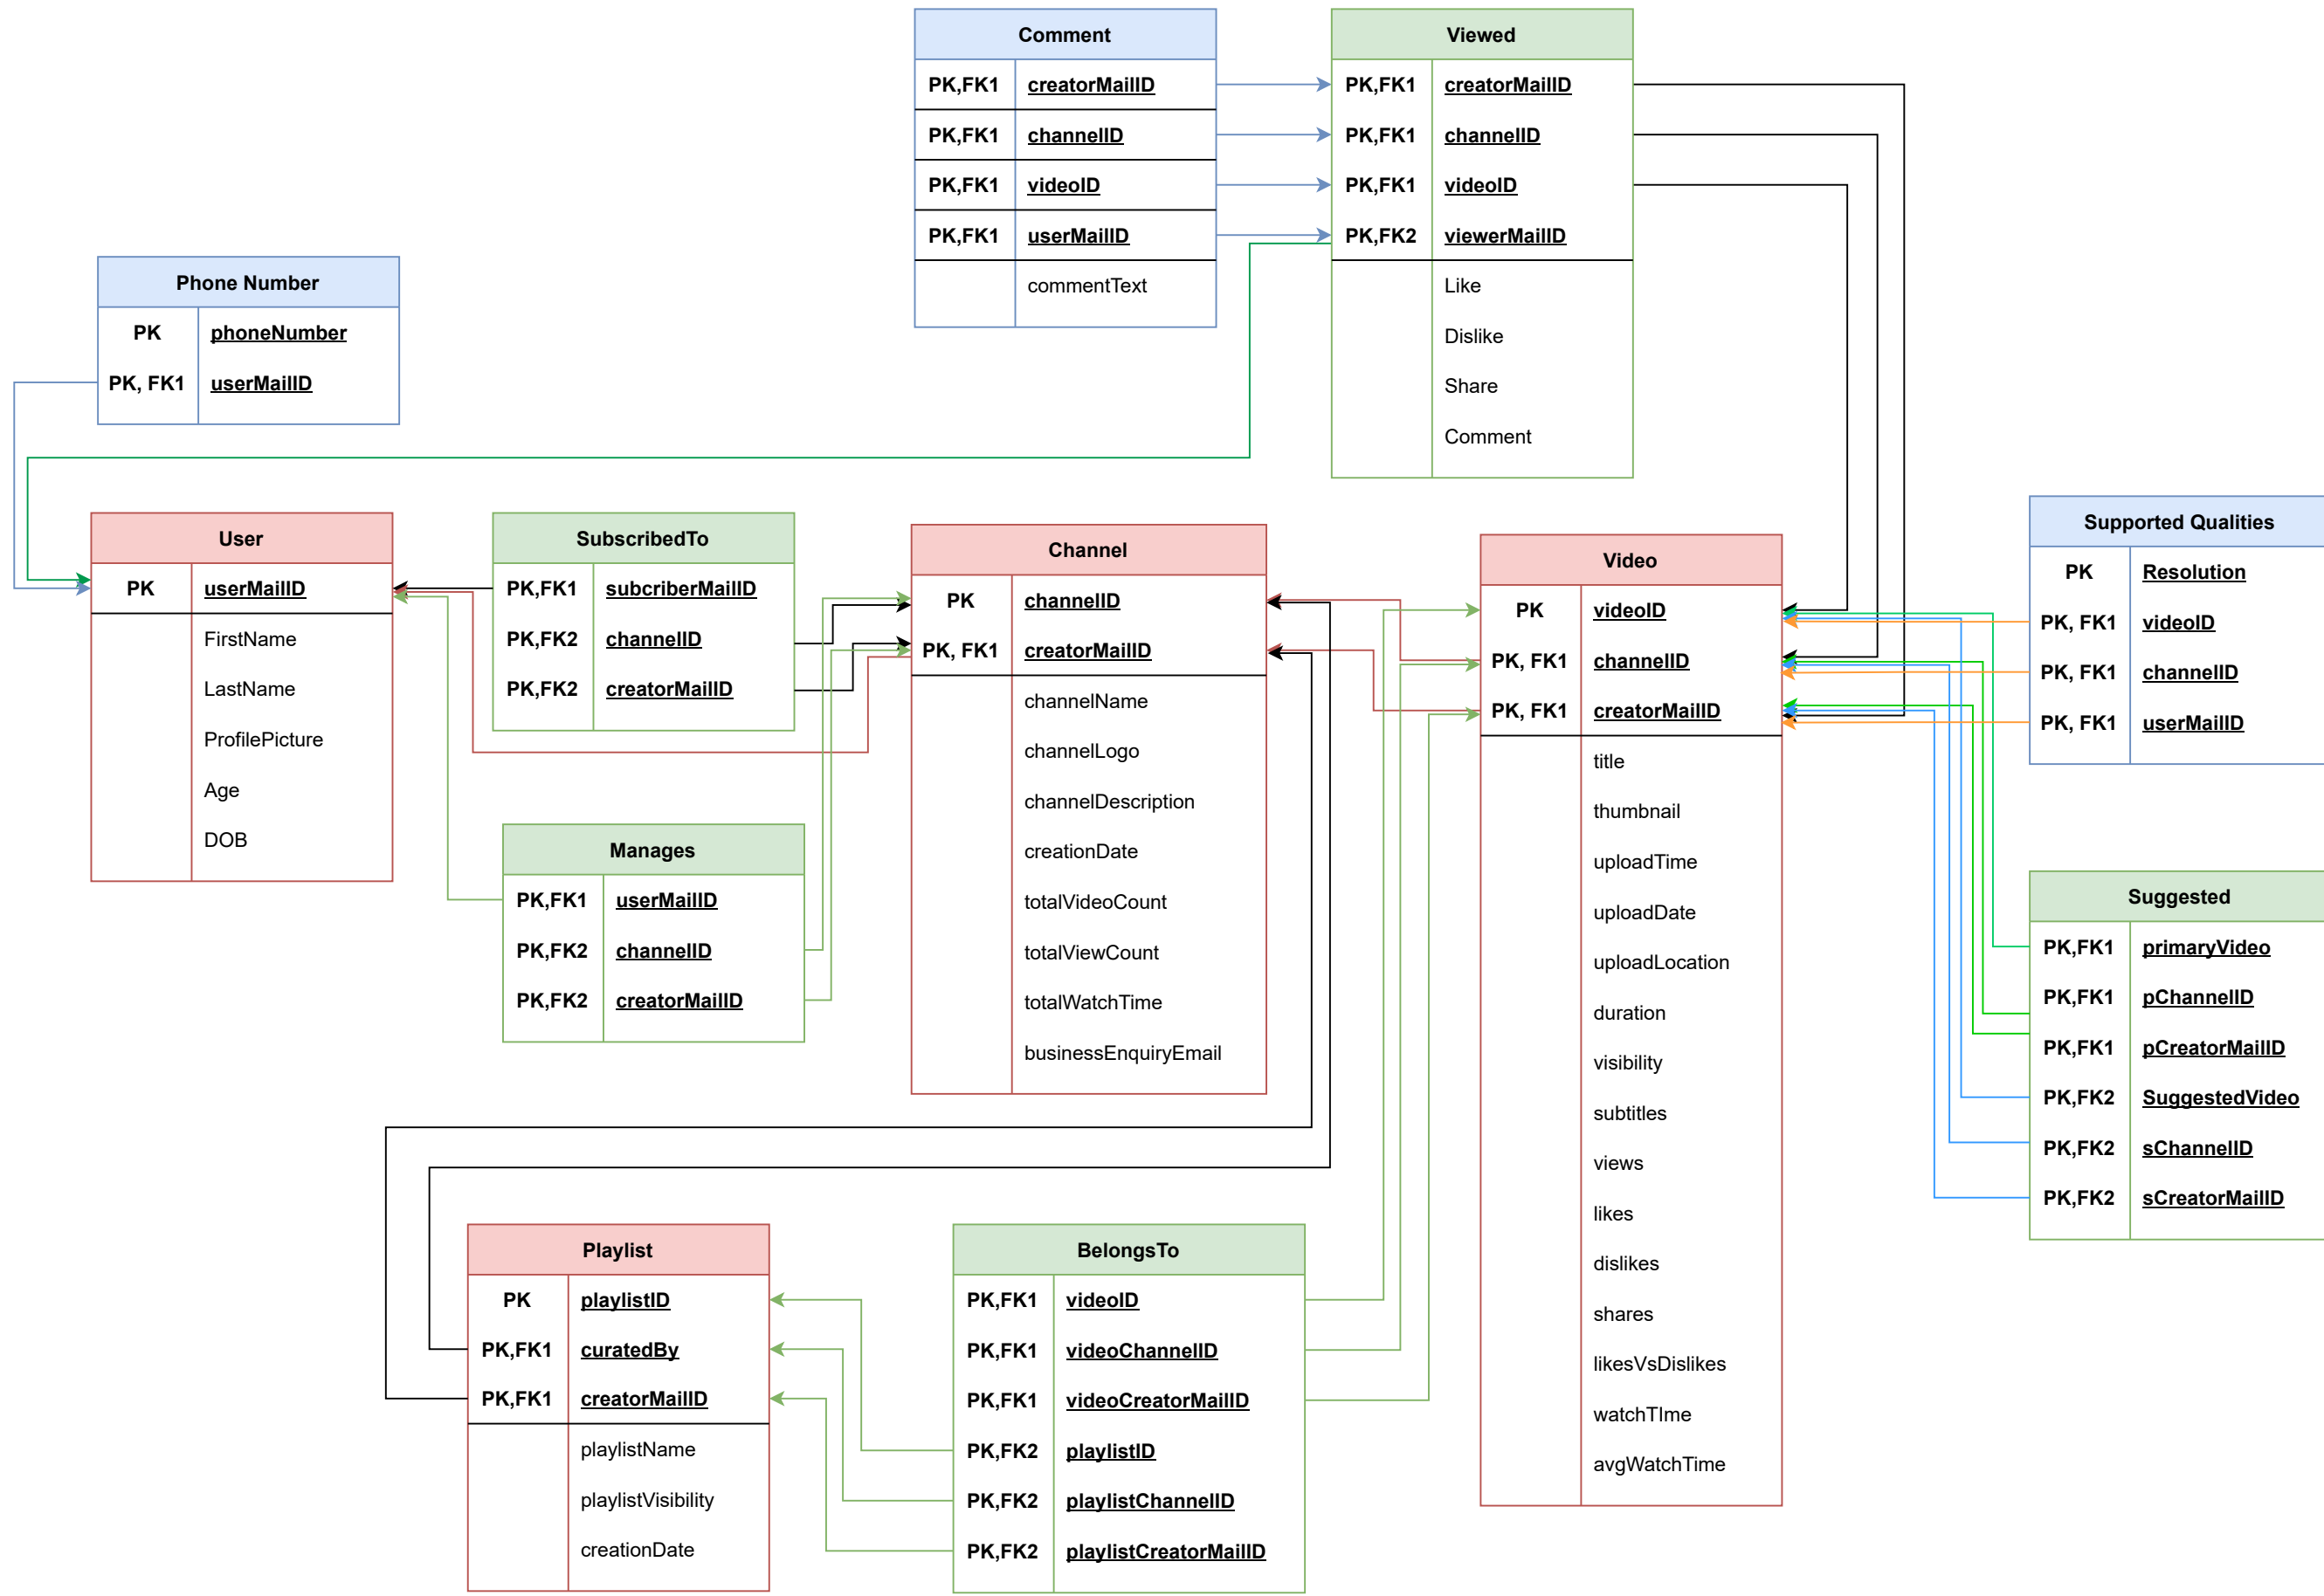 Comment
PK,FK1 creatorMailID
PK,FK1 channelID
PK,FK1 videoID
PK,FK1 userMailID
commentText
Viewed
PK,FK1 creatorMailID
PK,FK1 channelID
PK,FK1 videoID
PK,FK2 viewerMailID
Like
Dislike
Share
Comment
Phone Number
PK phoneNumber
PK, FK1 userMailID
User
PK userMailID
FirstName
LastName
ProfilePicture
Age
DOB
SubscribedTo
PK,FK1 subcriberMailID
PK,FK2 channelID
PK,FK2 creatorMailID
Manages
PK,FK1 userMailID
PK,FK2 channelID
PK,FK2 creatorMailID
Channel
PK channelID
PK, FK1 creatorMailID
channelName
channelLogo
channelDescription
creationDate
totalVideoCount
totalViewCount
totalWatchTime
businessEnquiryEmail
Video
PK videoID
PK, FK1 channelID
PK, FK1 creatorMailID
title
thumbnail
uploadTime
uploadDate
uploadLocation
duration
visibility
subtitles
views
likes
dislikes
shares
likesVsDislikes
watchTIme
avgWatchTime
Supported Qualities
PK Resolution
PK, FK1 videoID
PK, FK1 channelID
PK, FK1 userMailID
Suggested
PK,FK1 primaryVideo
PK,FK1 pChannelID
PK,FK1 pCreatorMailID
PK,FK2 SuggestedVideo
PK,FK2 sChannelID
PK,FK2 sCreatorMailID
Playlist
PK playlistID
PK,FK1 curatedBy
PK,FK1 creatorMailID
playlistName
playlistVisibility
creationDate
BelongsTo
PK,FK1 videoID
PK,FK1 videoChannelID
PK,FK1 videoCreatorMailID
PK,FK2 playlistID
PK,FK2 playlistChannelID
PK,FK2 playlistCreatorMailID